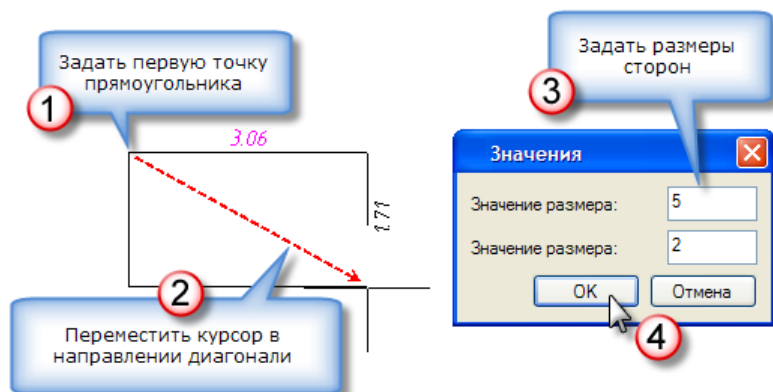 Задать первую точку
прямоугольника
1
3.06
1.71
2
Переместить курсор в
направлении диагонали
Задать размеры
сторон
3
Значения
Значение размера:
5
Значение размера:
2
OK
Отмена
4